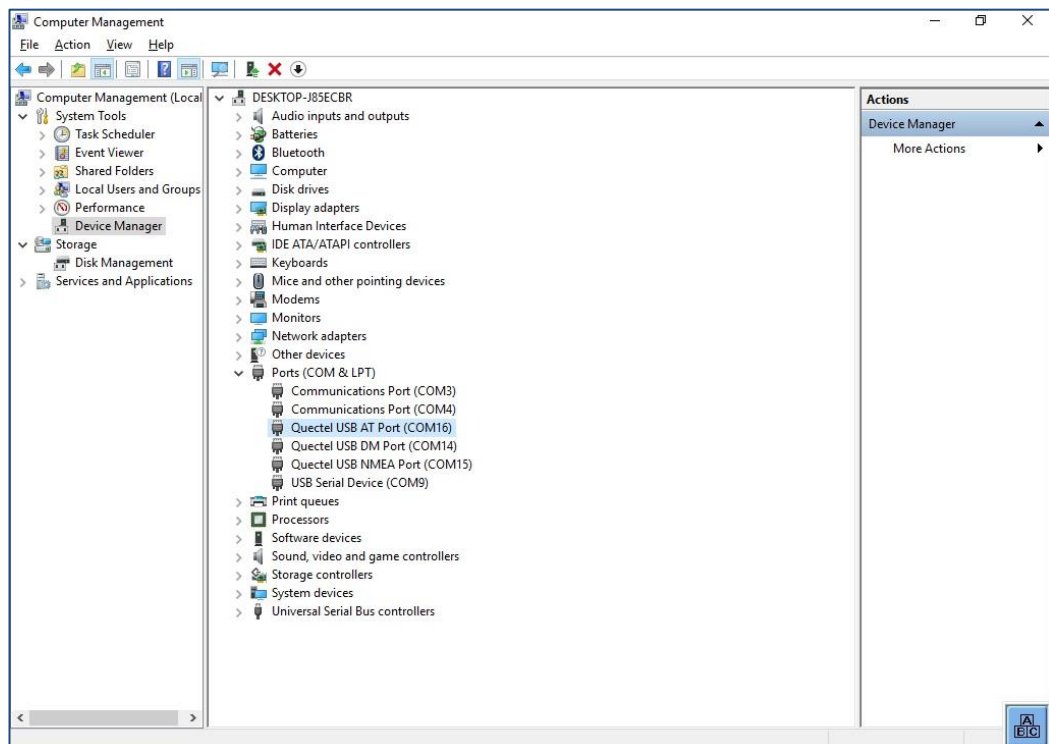 Computer Management
File Action View Help
Computer Management (Local
System Tools
Task Scheduler
Event Viewer
Shared Folders
Local Users and Groups
Performance
Device Manager
Storage
Disk Management
Services and Applications
DESKTOP-J85ECBR
Audio inputs and outputs
Batteries
Bluetooth
Computer
Disk drives
Display adapters
Human Interface Devices
IDE ATA/ATAPI controllers
Keyboards
Mice and other pointing devices
Modems
Monitors
Network adapters
Other devices
Ports (COM & LPT)
Communications Port (COM3)
Communications Port (COM4)
Quectel USB AT Port (COM16)
Quectel USB DM Port (COM14)
Quectel USB NMEA Port (COM15)
USB Serial Device (COM9)
Print queues
Processors
Software devices
Sound, video and game controllers
Storage controllers
System devices
Universal Serial Bus controllers
Actions
Device Manager
More Actions
A
B C